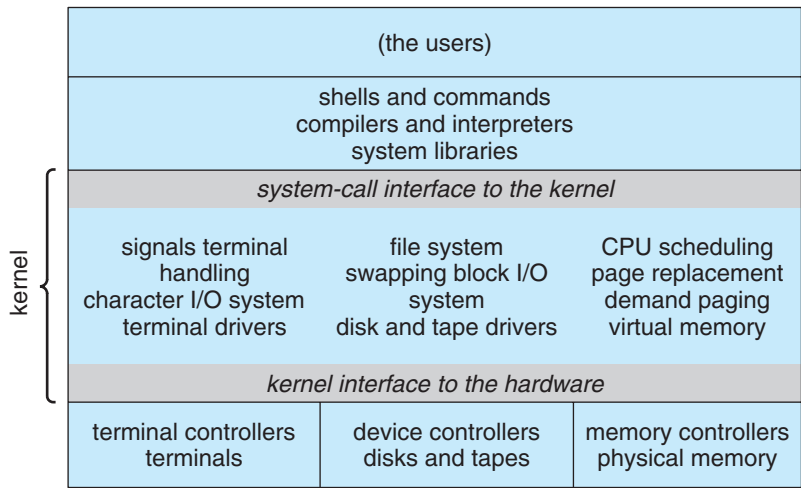 (the users)
shells and commands
compilers and interpreters
system libraries
system-call interface to the kernel
kernel
signals terminal
handling
character I/O system
terminal drivers
file system
swapping block I/O
system
disk and tape drivers
CPU scheduling
page replacement
demand paging
virtual memory
kernel interface to the hardware
terminal controllers
terminals
device controllers
disks and tapes
memory controllers
physical memory